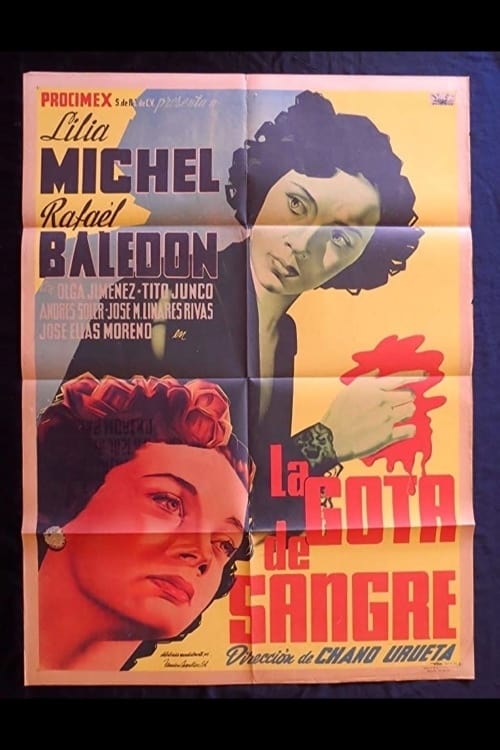 PROCIMEX S. de R.L. de C.V. presenta a
Lilia
MICHEL
Rafaél
BALEDON
OLGA JIMENEZ - TITO JUNCO
ANDRES SOLER - JOSE M. LINARES RIVAS
JOSE ELIAS MORENO en
La
GOTA
de
SANGRE
Dirección de CHANO URUETA